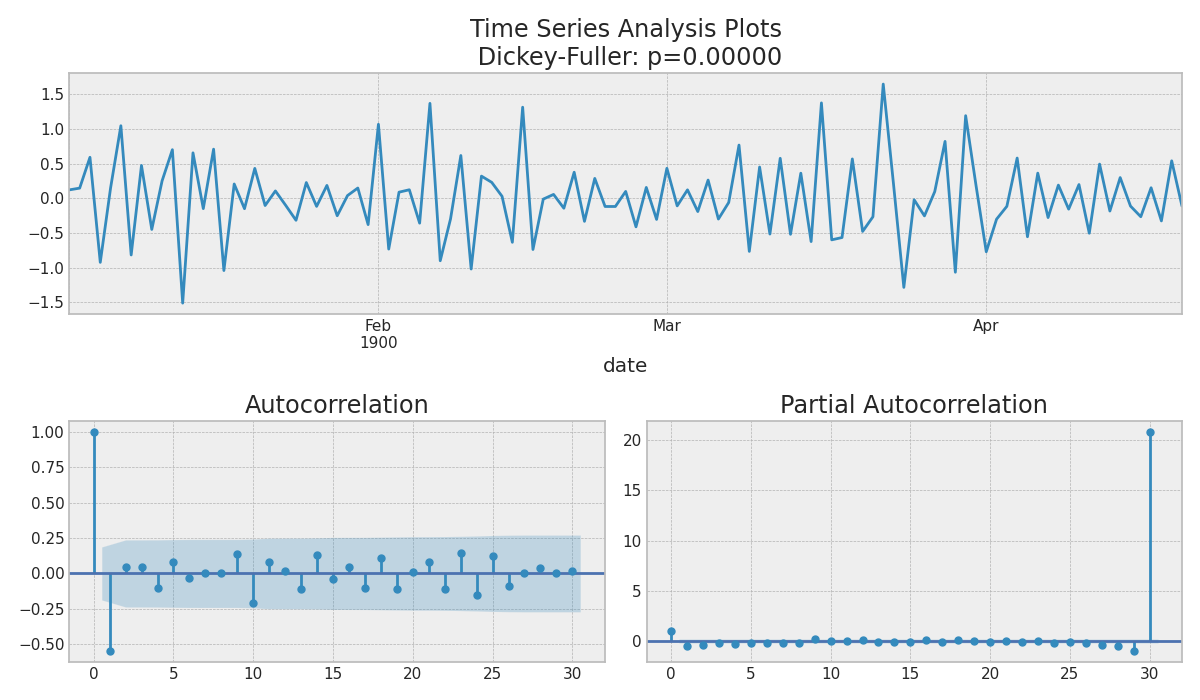 Time Series Analysis Plots
Dickey-Fuller: p=0.00000
1.5
1.0
0.5
0.0
−0.5
−1.0
−1.5
Feb
1900
Mar
Apr
date
Autocorrelation
1.00
0.75
0.50
0.25
0.00
−0.25
−0.50
0 5 10 15 20 25 30
Partial Autocorrelation
20
15
10
5
0
0 5 10 15 20 25 30